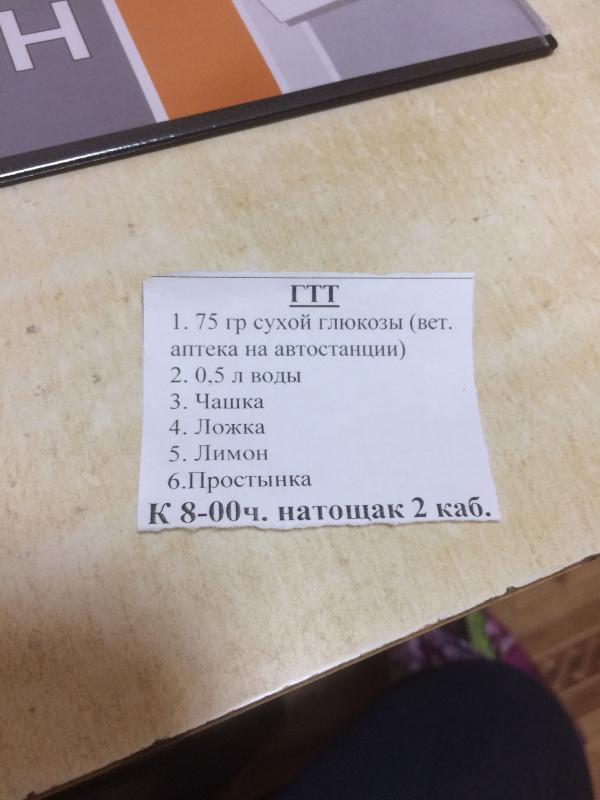 Н
ГТТ
1. 75 гр сухой глюкозы (вет.
аптека на автостанции)
2. 0,5 л воды
3. Чашка
4. Ложка
5. Лимон
6.Простынка
К 8-00ч. натощак 2 каб.